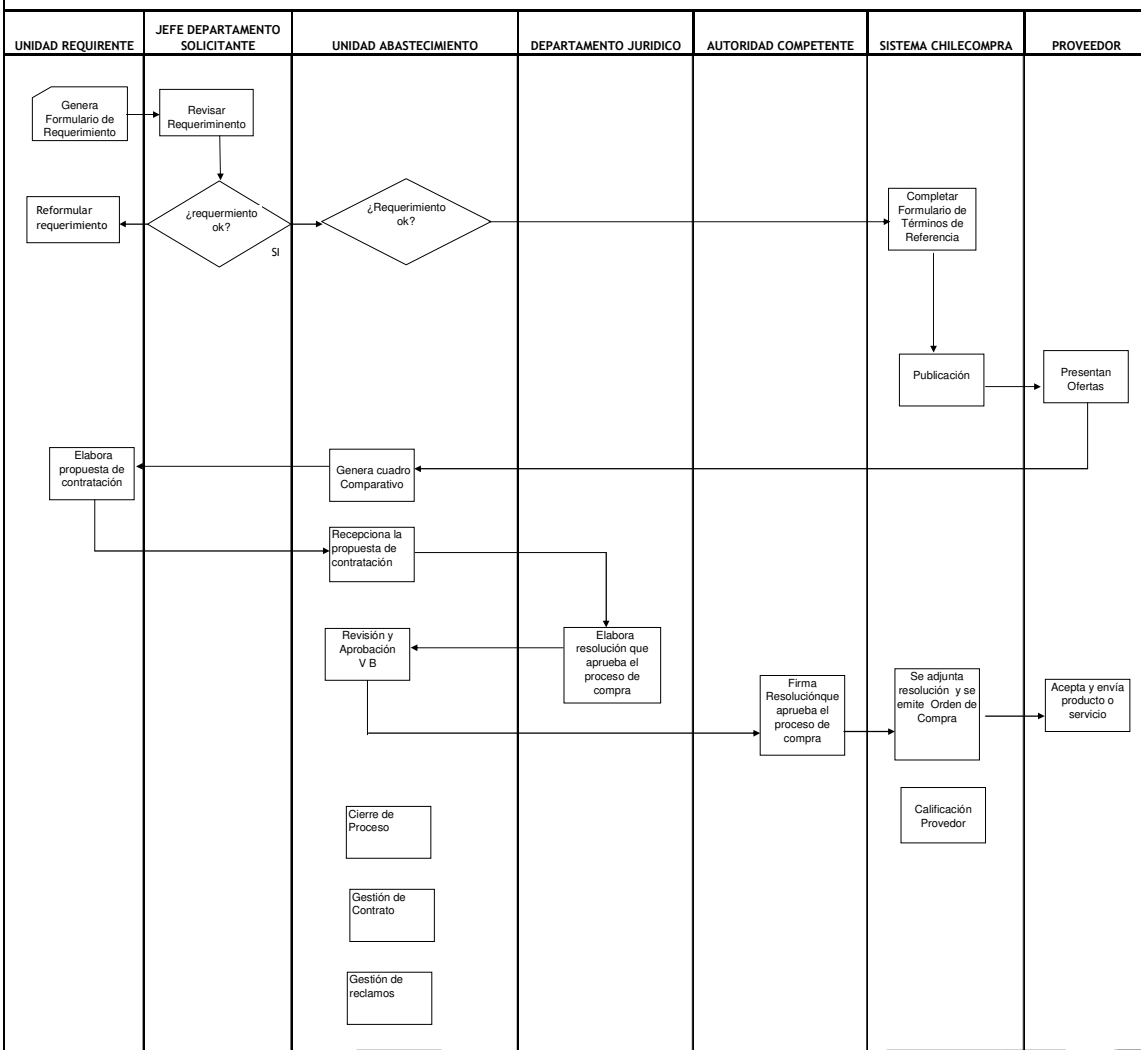 UNIDAD REQUIRENTE
JEFE DEPARTAMENTO
SOLICITANTE
UNIDAD ABASTECIMIENTO
DEPARTAMENTO JURIDICO
AUTORIDAD COMPETENTE
SISTEMA CHILECOMPRA
PROVEEDOR
Genera
Formulario de
Requerimiento
Revisar
Requeriminento
Reformular
requerimiento
¿requermiento
ok?
SI
¿Requerimiento
ok?
Completar
Formulario de
Términos de
Referencia
Publicación
Presentan
Ofertas
Elabora
propuesta de
contratación
Genera cuadro
Comparativo
Recepciona la
propuesta de
contratación
Revisión y
Aprobación
V B
Elabora
resolución que
aprueba el
proceso de
compra
Firma
Resoluciónque
aprueba el
proceso de
compra
Se adjunta
resolución y se
emite Orden de
Compra
Acepta y envía
producto o
servicio
Cierre de
Proceso
Calificación
Provedor
Gestión de
Contrato
Gestión de
reclamos